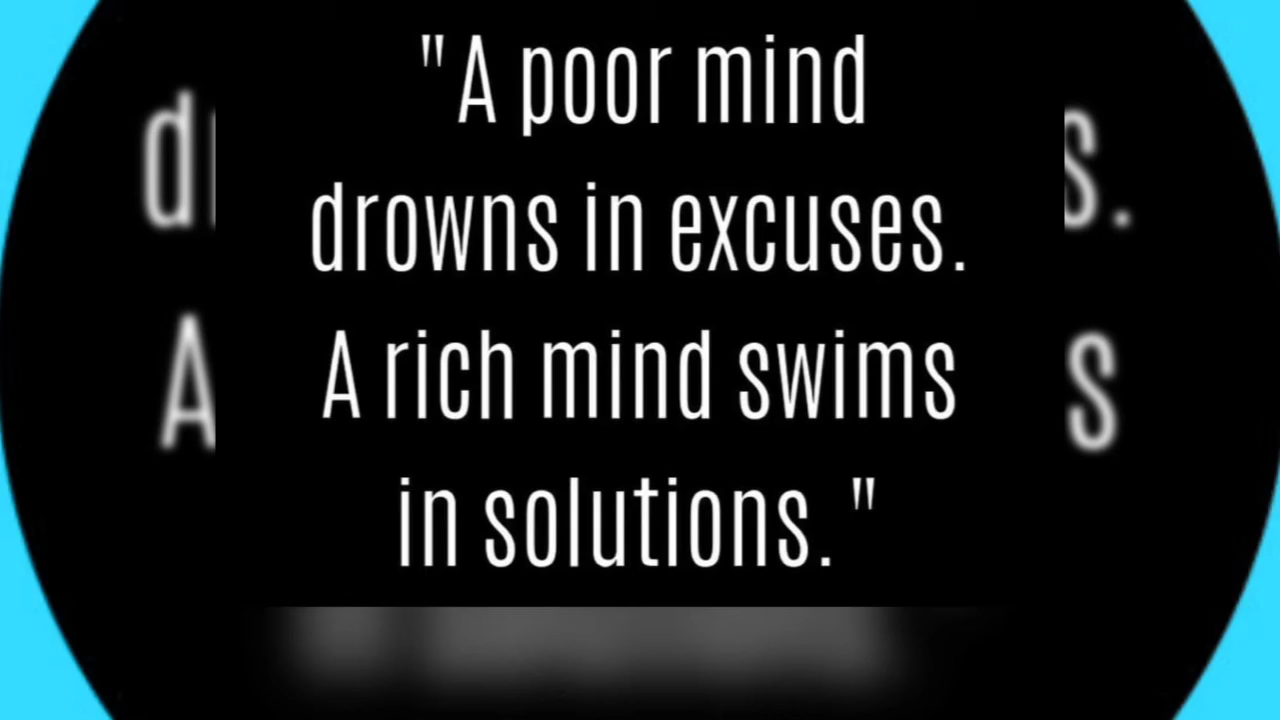 "A poor mind
drowns in excuses.
A rich mind swims
in solutions."